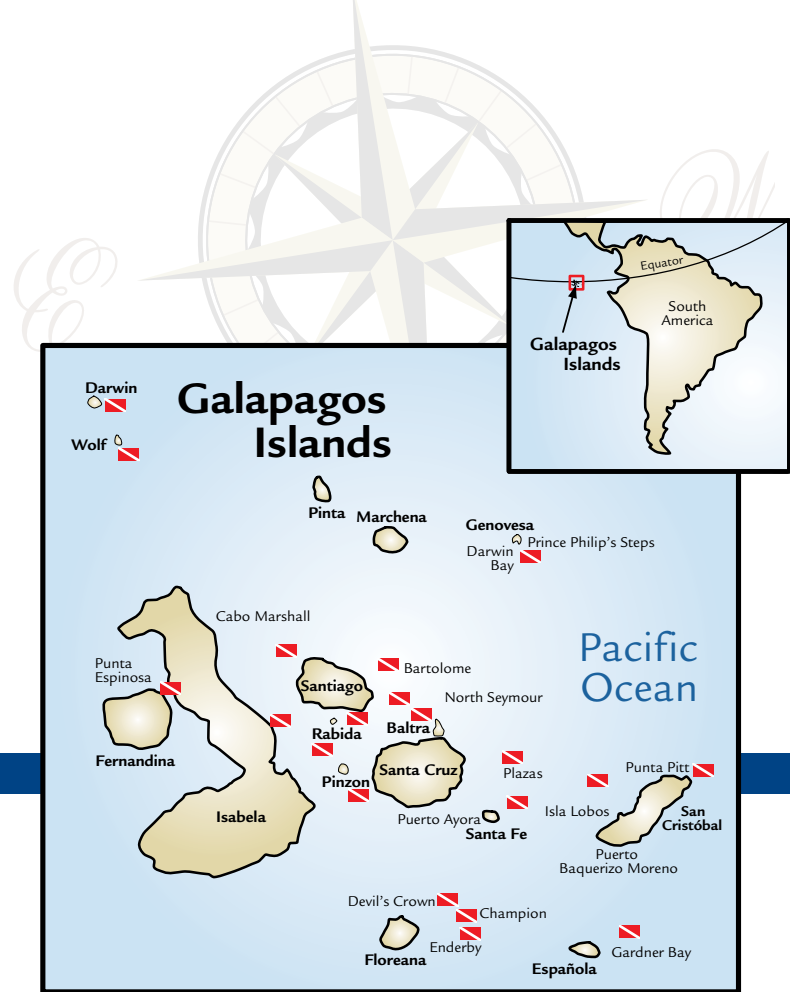 E
W
Equator
South
America
Galapagos
Islands
Galapagos
Islands
Darwin
Wolf
Pinta
Marchena
Genovesa
Prince Philip's Steps
Darwin
Bay
Cabo Marshall
Pacific
Ocean
Punta
Espinosa
Bartolome
Santiago
North Seymour
Rabida
Baltra
Fernandina
Santa Cruz
Plazas
Punta Pitt
Pinzon
Isabela
Isla Lobos
San
Cristóbal
Puerto Ayora
Santa Fe
Puerto
Baquerizo Moreno
Devil's Crown
Champion
Enderby
Floreana
Gardner Bay
Española